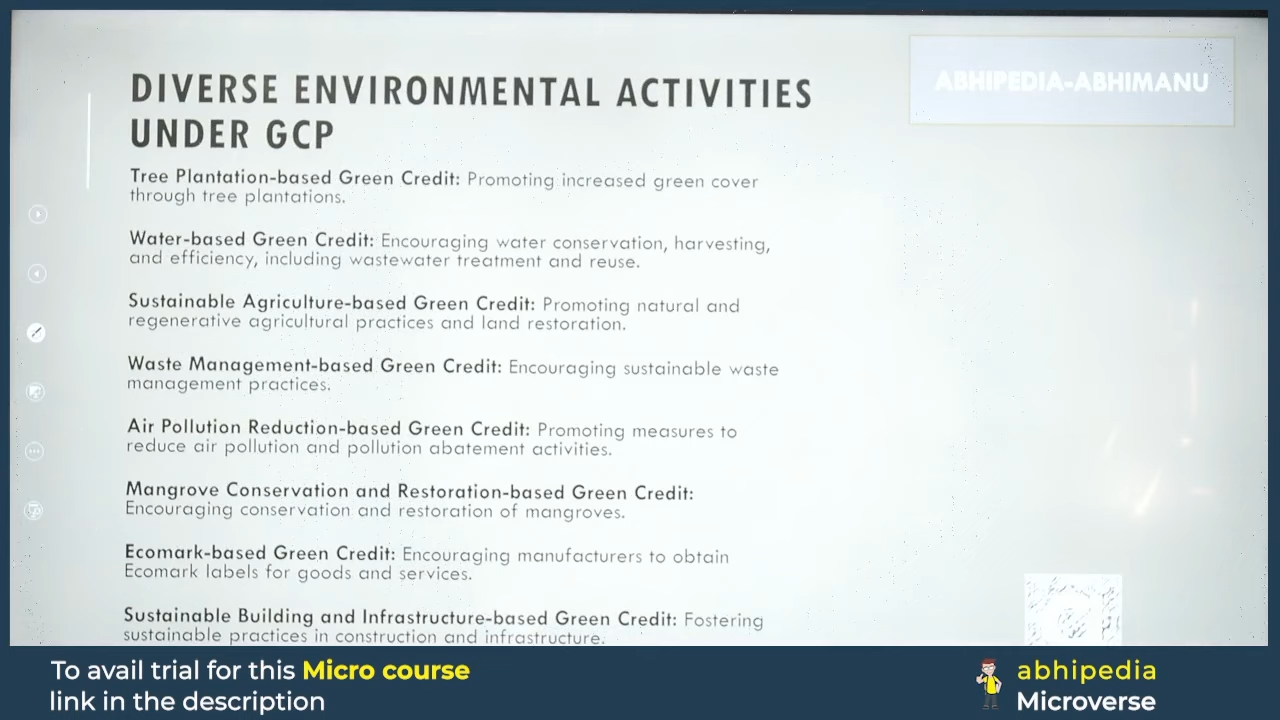 ABHIPEDIA-ABHIMANU
DIVERSE ENVIRONMENTAL ACTIVITIES
UNDER GCP
Tree Plantation-based Green Credit: Promoting increased green cover
through tree plantations.
Water-based Green Credit: Encouraging water conservation, harvesting,
and efficiency, including wastewater treatment and reuse.
Sustainable Agriculture-based Green Credit: Promoting natural and
regenerative agricultural practices and land restoration.
Waste Management-based Green Credit: Encouraging sustainable waste
management practices.
Air Pollution Reduction-based Green Credit: Promoting measures to
reduce air pollution and pollution abatement activities.
Mangrove Conservation and Restoration-based Green Credit:
Encouraging conservation and restoration of mangroves.
Ecomark-based Green Credit: Encouraging manufacturers to obtain
Ecomark labels for goods and services.
Sustainable Building and Infrastructure-based Green Credit: Fostering
sustainable practices in construction and infrastructure.
To avail trial for this Micro course
link in the description
abhipedia
Microverse